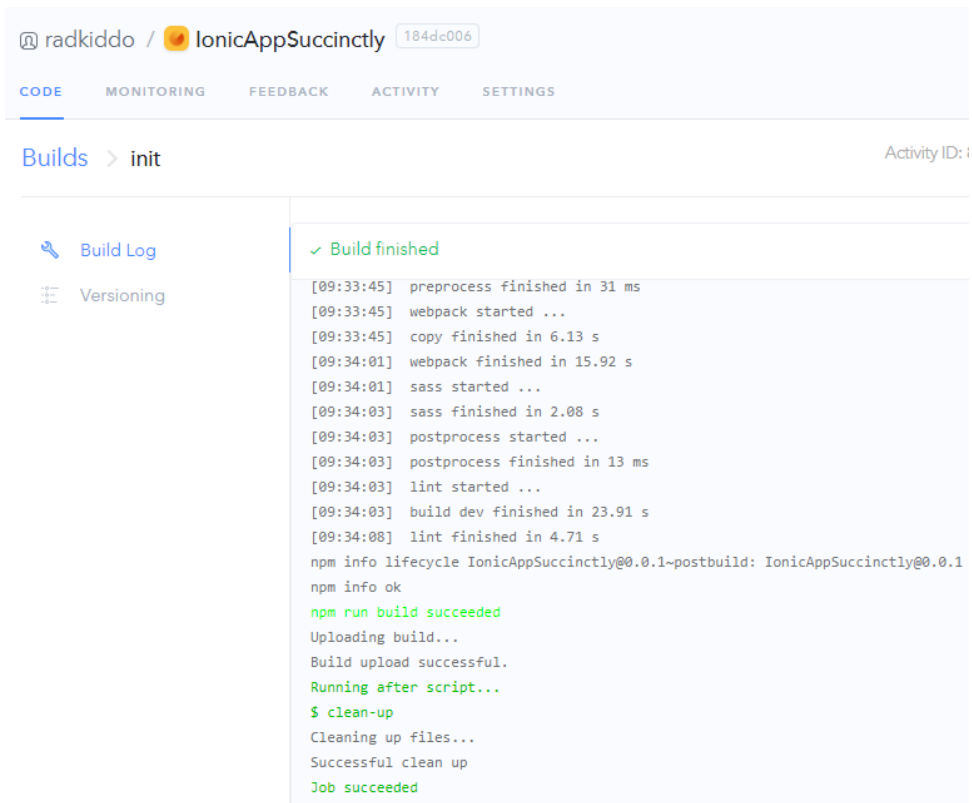 radkiddo / IonicAppSuccinctly 184dc006
CODE MONITORING FEEDBACK ACTIVITY SETTINGS
Builds > init
Activity ID:
Build Log
Versioning
✓ Build finished
[09:33:45] preprocess finished in 31 ms
[09:33:45] webpack started ...
[09:33:45] copy finished in 6.13 s
[09:34:01] webpack finished in 15.92 s
[09:34:01] sass started ...
[09:34:03] sass finished in 2.08 s
[09:34:03] postprocess started ...
[09:34:03] postprocess finished in 13 ms
[09:34:03] lint started ...
[09:34:03] build dev finished in 23.91 s
[09:34:08] lint finished in 4.71 s
npm info lifecycle IonicAppSuccinctly@0.0.1~postbuild: IonicAppSuccinctly@0.0.1
npm info ok
npm run build succeeded
Uploading build...
Build upload successful.
Running after script...
$ clean-up
Cleaning up files...
Successful clean up
Job succeeded